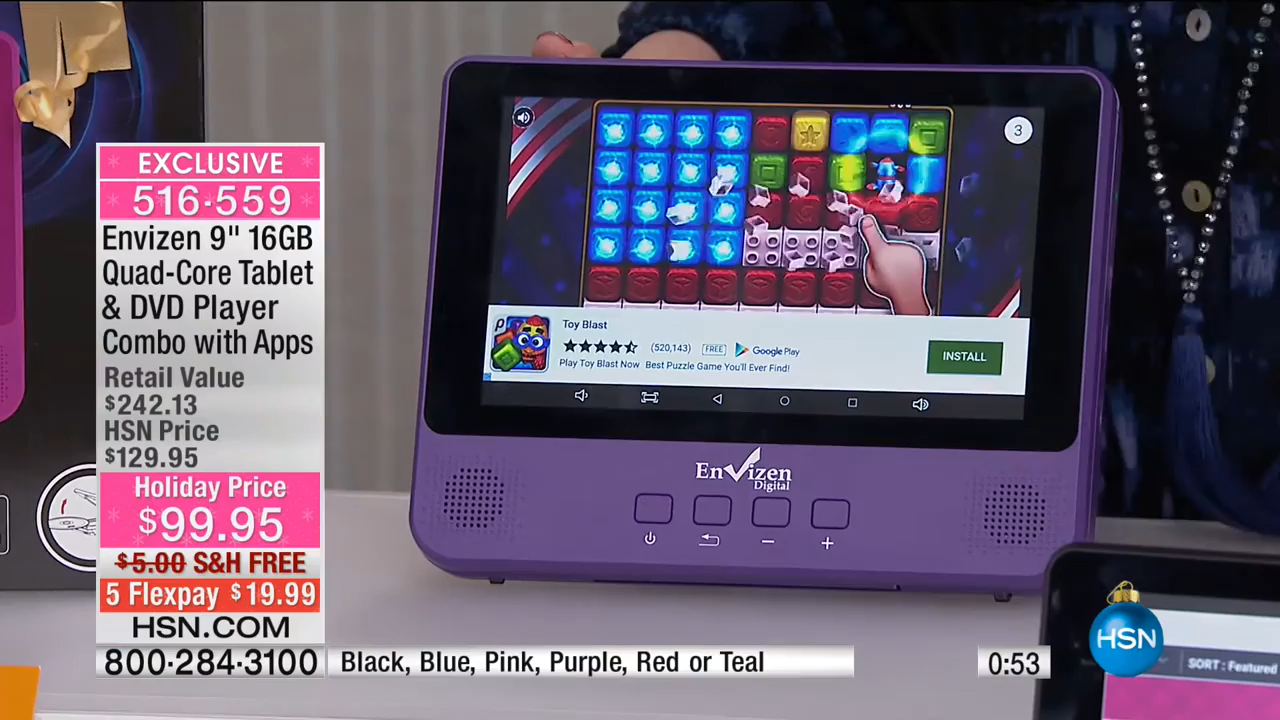 EXCLUSIVE
516-559
Envizen 9" 16GB
Quad-Core Tablet
& DVD Player
Combo with Apps
Retail Value
$242.13
HSN Price
$129.95
Holiday Price
$99.95
$5.00 S&H FREE
5 Flexpay $19.99
HSN.COM
800-284-3100
Black, Blue, Pink, Purple, Red or Teal
0:53
3
Toy Blast
(520,143) FREE Google Play
Play Toy Blast Now Best Puzzle Game You'll Ever Find!
INSTALL
EnVizen
Digital
HSN
SORT : Featured